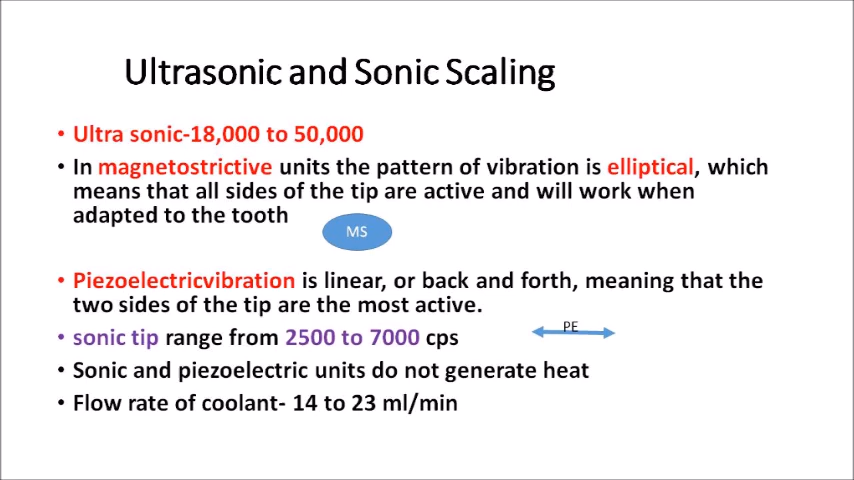 Ultrasonic and Sonic Scaling
• Ultra sonic-18,000 to 50,000
• In magnetostrictive units the pattern of vibration is elliptical, which
means that all sides of the tip are active and will work when
adapted to the tooth
MS
• Piezoelectricvibration is linear, or back and forth, meaning that the
two sides of the tip are the most active.
PE
• sonic tip range from 2500 to 7000 cps
• Sonic and piezoelectric units do not generate heat
• Flow rate of coolant- 14 to 23 ml/min